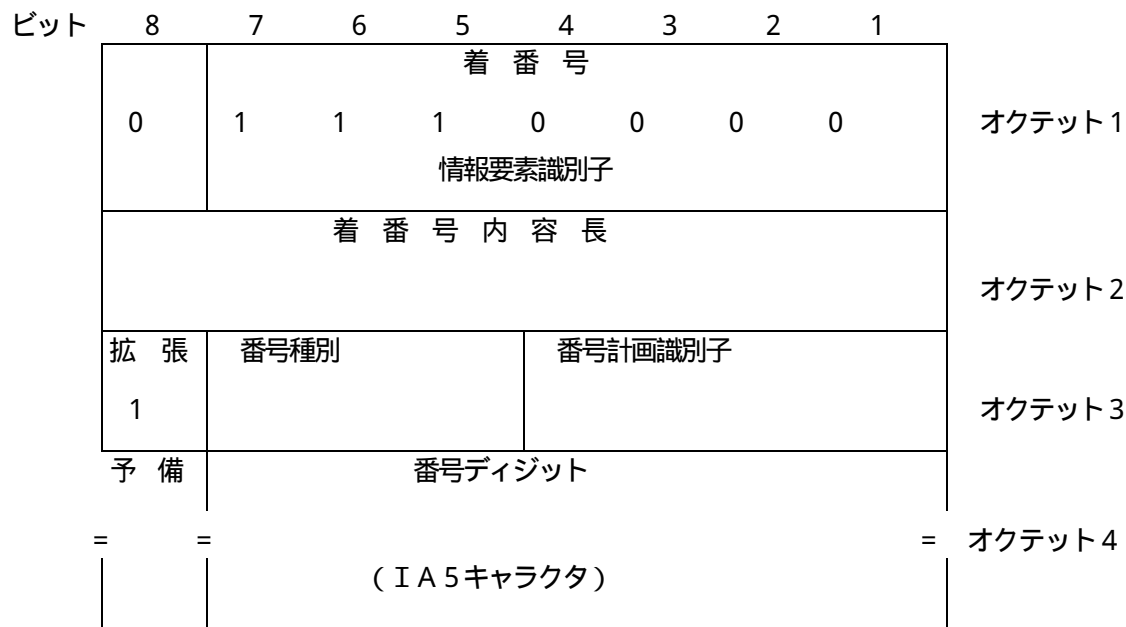 ビット 8 7 6 5 4 3 2 1
着 番 号
0 1 1 1 0 0 0 0 オクテット1
情報要素識別子
着 番 号 内 容 長
オクテット2
拡 張 番号種別 番号計画識別子
1 オクテット3
予 備 番号ディジット
= = = オクテット4
(IA5キャラクタ)